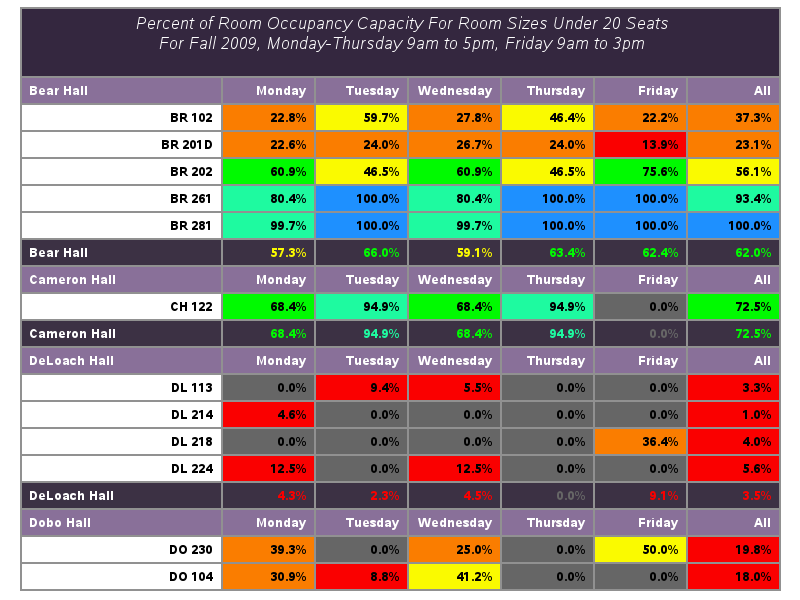 Percent of Room Occupancy Capacity For Room Sizes Under 20 Seats
For Fall 2009, Monday-Thursday 9am to 5pm, Friday 9am to 3pm
Bear Hall Monday Tuesday Wednesday Thursday Friday All
BR 102 22.8% 59.7% 27.8% 46.4% 22.2% 37.3%
BR 201D 22.6% 24.0% 26.7% 24.0% 13.9% 23.1%
BR 202 60.9% 46.5% 60.9% 46.5% 75.6% 56.1%
BR 261 80.4% 100.0% 80.4% 100.0% 100.0% 93.4%
BR 281 99.7% 100.0% 99.7% 100.0% 100.0% 100.0%
Bear Hall 57.3% 66.0% 59.1% 63.4% 62.4% 62.0%
Cameron Hall Monday Tuesday Wednesday Thursday Friday All
CH 122 68.4% 94.9% 68.4% 94.9% 0.0% 72.5%
Cameron Hall 68.4% 94.9% 68.4% 94.9% 0.0% 72.5%
DeLoach Hall Monday Tuesday Wednesday Thursday Friday All
DL 113 0.0% 9.4% 5.5% 0.0% 0.0% 3.3%
DL 214 4.6% 0.0% 0.0% 0.0% 0.0% 1.0%
DL 218 0.0% 0.0% 0.0% 0.0% 36.4% 4.0%
DL 224 12.5% 0.0% 12.5% 0.0% 0.0% 5.6%
DeLoach Hall 4.3% 2.3% 4.5% 0.0% 9.1% 3.5%
Dobo Hall Monday Tuesday Wednesday Thursday Friday All
DO 230 39.3% 0.0% 25.0% 0.0% 50.0% 19.8%
DO 104 30.9% 8.8% 41.2% 0.0% 0.0% 18.0%